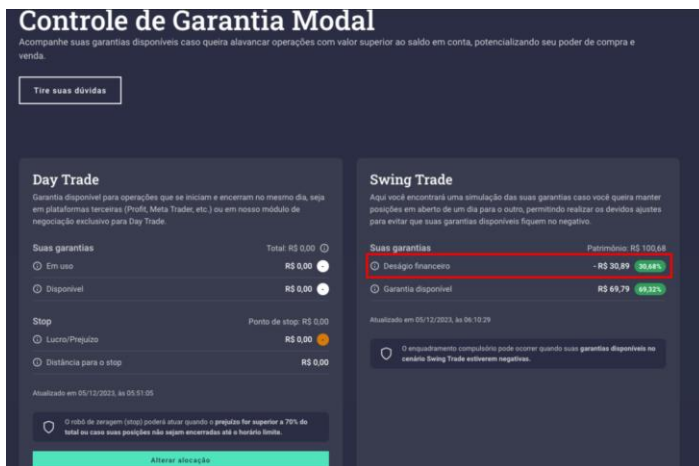 Controle de Garantia Modal
Acompanhe suas garantias disponíveis caso queira alavancar operações com valor superior ao saldo em conta, potencializando seu poder de compra e
venda.
Tire suas dúvidas
Day Trade
Garantia disponível para operações que se iniciam e encerram no mesmo dia, seja
em plataformas terceiras (Profit, Meta Trader, etc.) ou em nosso módulo de
negociação exclusivo para Day Trade.
Suas garantias Total: R$ 0,00
Em uso R$ 0,00 -
Disponível R$ 0,00 -
Stop Ponto de stop: R$ 0,00
Lucro/Prejuízo R$ 0,00 -
Distância para o stop R$ 0,00
Atualizado em 05/12/2023, às 05:51:05
O robô de zeragem (stop) poderá atuar quando o prejuízo for superior a 70% do
total ou caso suas posições não sejam encerradas até o horário limite.
Alterar alocação
Swing Trade
Aqui você encontrará uma simulação das suas garantias caso você queira manter
posições em aberto de um dia para o outro, permitindo realizar os devidos ajustes
para evitar que suas garantias disponíveis fiquem no negativo.
Suas garantias Patrimônio: R$ 100,68
Deságio financeiro - R$ 30,89 30,68%
Garantia disponível R$ 69,79 69,32%
Atualizado em 05/12/2023, às 06:10:29
O enquadramento compulsório pode ocorrer quando suas garantias disponíveis no
cenário Swing Trade estiverem negativas.